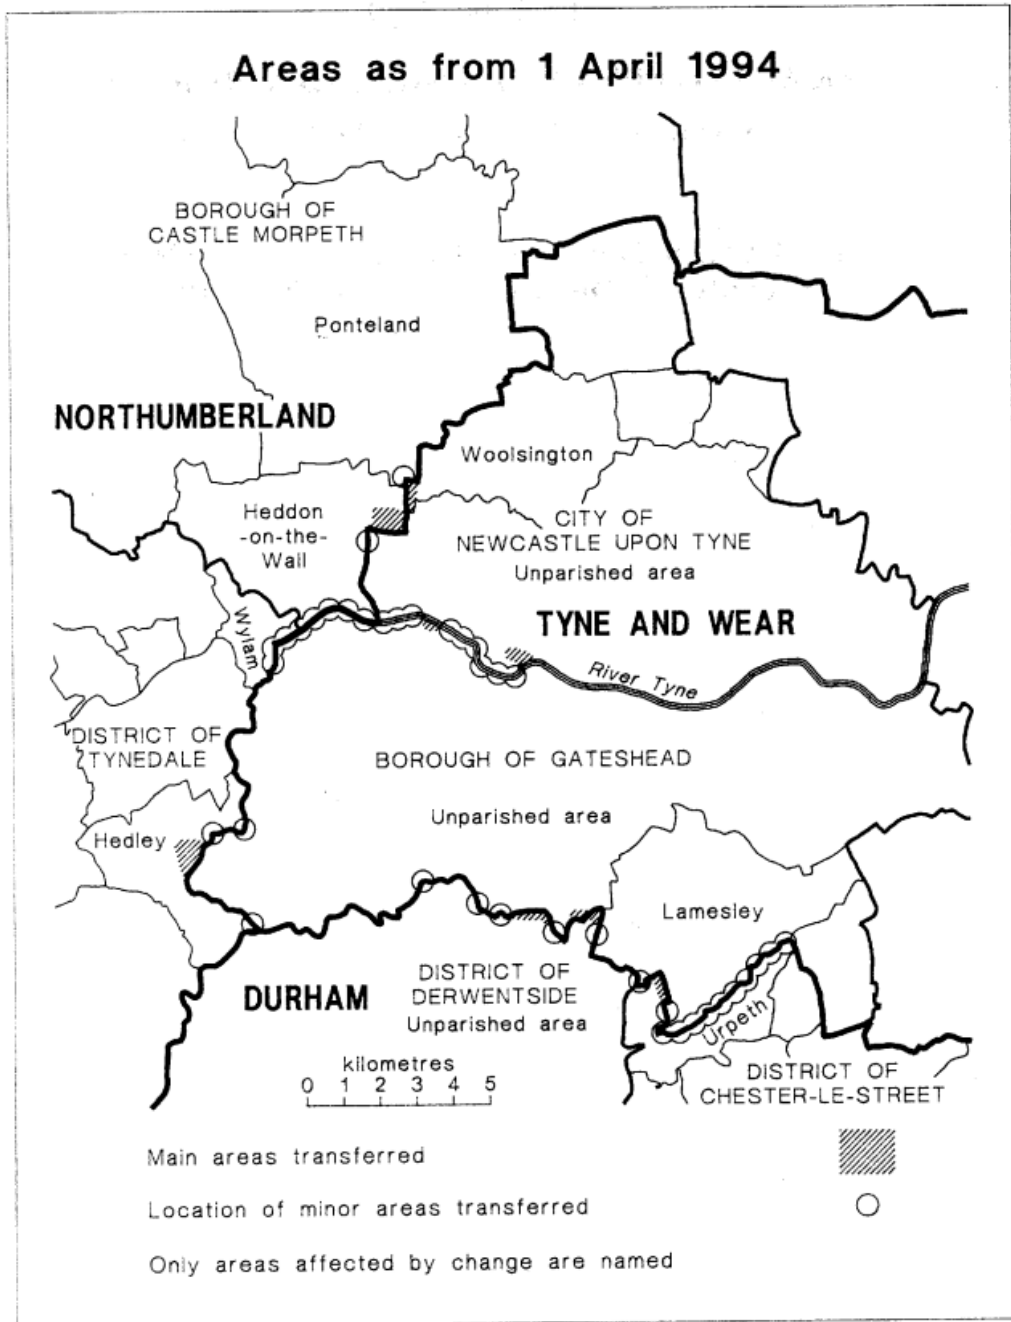 Areas as from 1 April 1994
BOROUGH OF
CASTLE MORPETH
Ponteland
NORTHUMBERLAND
Woolsington
Heddon
-on-the-
Wall
CITY OF
NEWCASTLE UPON TYNE
Unparished area
Wylam
TYNE AND WEAR
River Tyne
DISTRICT OF
TYNEDALE
BOROUGH OF GATESHEAD
Unparished area
Hedley
Lamesley
DISTRICT OF
DERWENTSIDE
Unparished area
DURHAM
Urpeth
kilometres
0 1 2 3 4 5
DISTRICT OF
CHESTER-LE-STREET
Main areas transferred
Location of minor areas transferred
Only areas affected by change are named